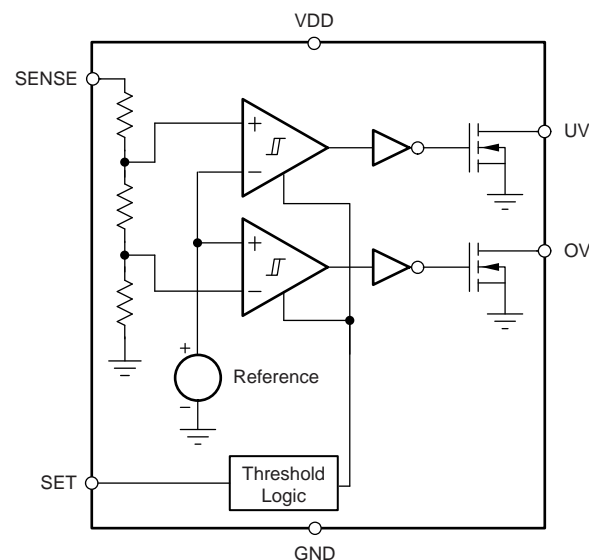 VDD
SENSE
+
−
UV
+
−
OV
+
Reference
−
SET
Threshold
Logic
GND